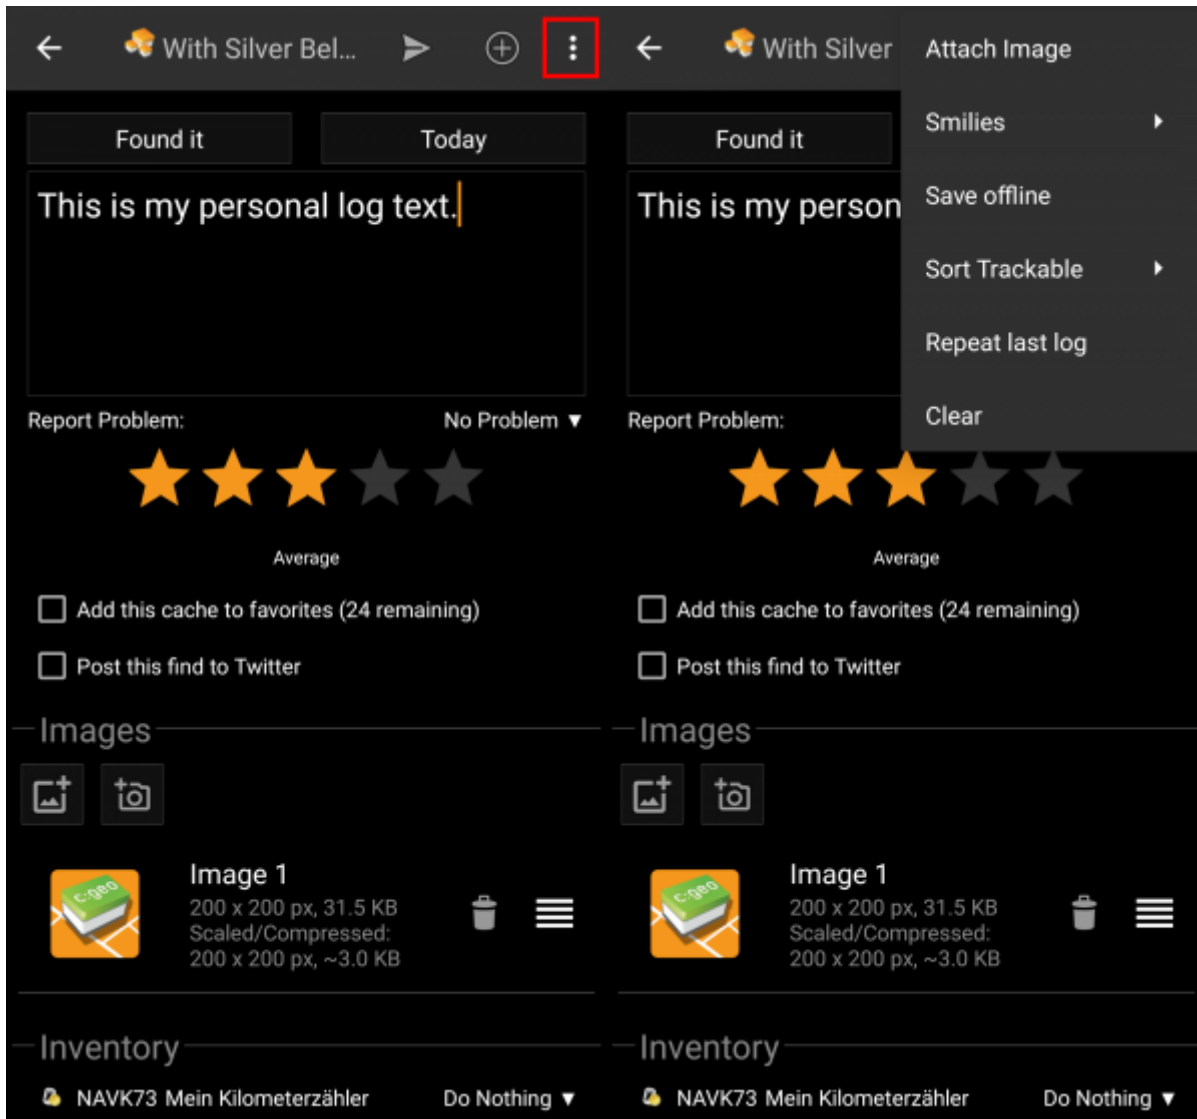 With Silver Bel...
Found it
Today
This is my personal log text.
Report Problem:
No Problem ▼
Average
Add this cache to favorites (24 remaining)
Post this find to Twitter
Images
c:geo
Image 1
200 x 200 px, 31.5 KB
Scaled/Compressed:
200 x 200 px, ~3.0 KB
Inventory
NAVK73 Mein Kilometerzähler
Do Nothing ▼
With Silver
Attach Image
Smilies
Save offline
Sort Trackable
Repeat last log
Clear
Found it
This is my person
Report Problem:
Average
Add this cache to favorites (24 remaining)
Post this find to Twitter
Images
c:geo
Image 1
200 x 200 px, 31.5 KB
Scaled/Compressed:
200 x 200 px, ~3.0 KB
Inventory
NAVK73 Mein Kilometerzähler
Do Nothing ▼